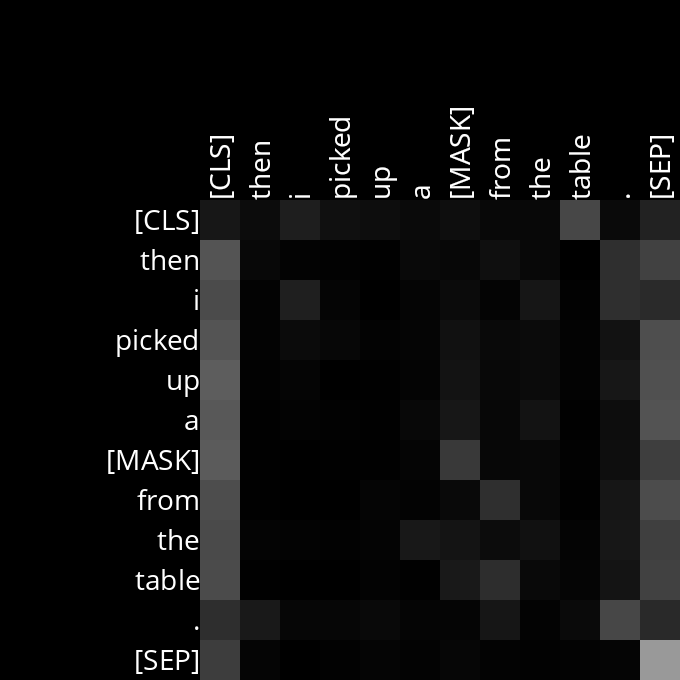 [CLS] then i picked up a [MASK] from the table . [SEP]
[CLS]
then
i
picked
up
a
[MASK]
from
the
table
.
[SEP]